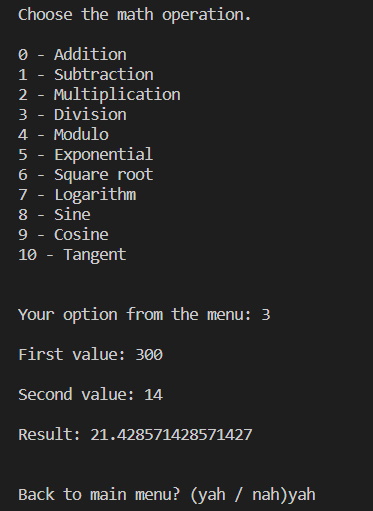 Choose the math operation.
0 - Addition
1 - Subtraction
2 - Multiplication
3 - Division
4 - Modulo
5 - Exponential
6 - Square root
7 - Logarithm
8 - Sine
9 - Cosine
10 - Tangent
Your option from the menu: 3
First value: 300
Second value: 14
Result: 21.428571428571427
Back to main menu? (yah / nah)yah